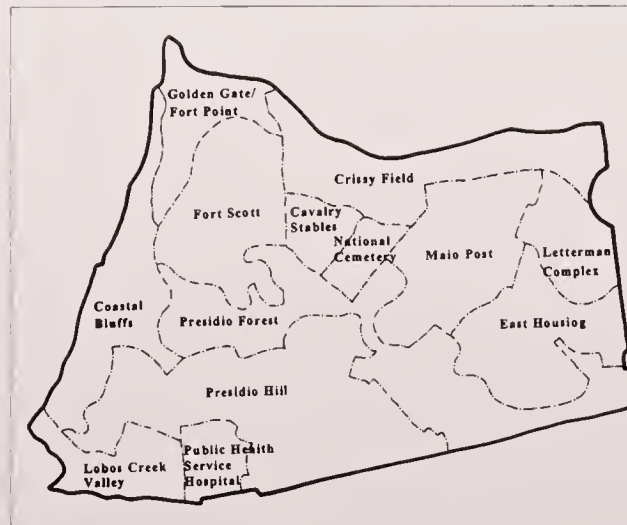 Golden Gate/
Fort Point
Crissy Field
Fort Scott
Cavalry
Stables
National
Cemetery
Maio Post
Letterman
Complex
Coastal
Bluffs
Presidio Forest
East Housiog
Presidio Hiil
Lobos Creek
Valley
Public Health
Service
Hospital